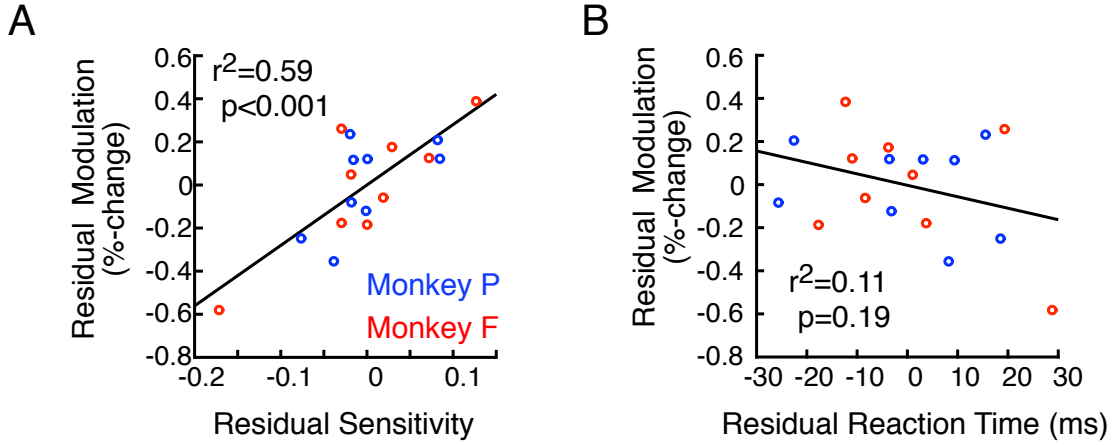 A
Residual Modulation
(%-change)
0.6
0.4
0.2
0
-0.2
-0.4
-0.6
-0.8
r²=0.59
p<0.001
Monkey P
Monkey F
-0.2
-0.1
0
0.1
Residual Sensitivity
B
Residual Modulation
(%-change)
0.6
0.4
0.2
0
-0.2
-0.4
-0.6
-0.8
r²=0.11
p=0.19
-30
-20
-10
0
10
20
30
Residual Reaction Time (ms)